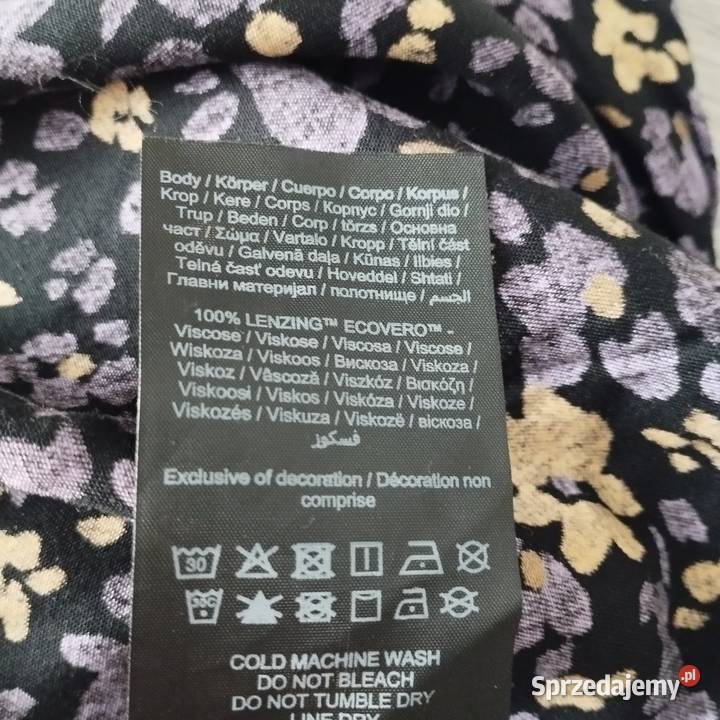 Body / Körper / Cuerpo / Corpo / Korpus /
Krop / Kere / Corps / Корпус / Gornji dio /
Trup / Beden / Corp / törzs / Основна
част / Σώμα / Vartalo / Kropp / Tělní část
oděvu / Galvenā daļa / Kūnas / Ilbies /
Telná časť odevu / Hoveddel / Shtati /
Главни материјал / полотнище / الجسم
100% LENZING™ ECOVERO™ -
Viscose / Viskose / Viscosa / Viscose /
Wiskoza / Viskoos / Вискоза / Viskoza /
Viskoz / Vâscoză / Viszkóz / Βισκόζη /
Viskoosi / Viskos / Viskóza / Viskoze /
Viskozės / Viskuza / Viskozë / віскоза /
فسكوز
Exclusive of decoration / Décoration non
comprise
30
COLD MACHINE WASH
DO NOT BLEACH
DO NOT TUMBLE DRY
LINE DRY
Sprzedajemy.pl